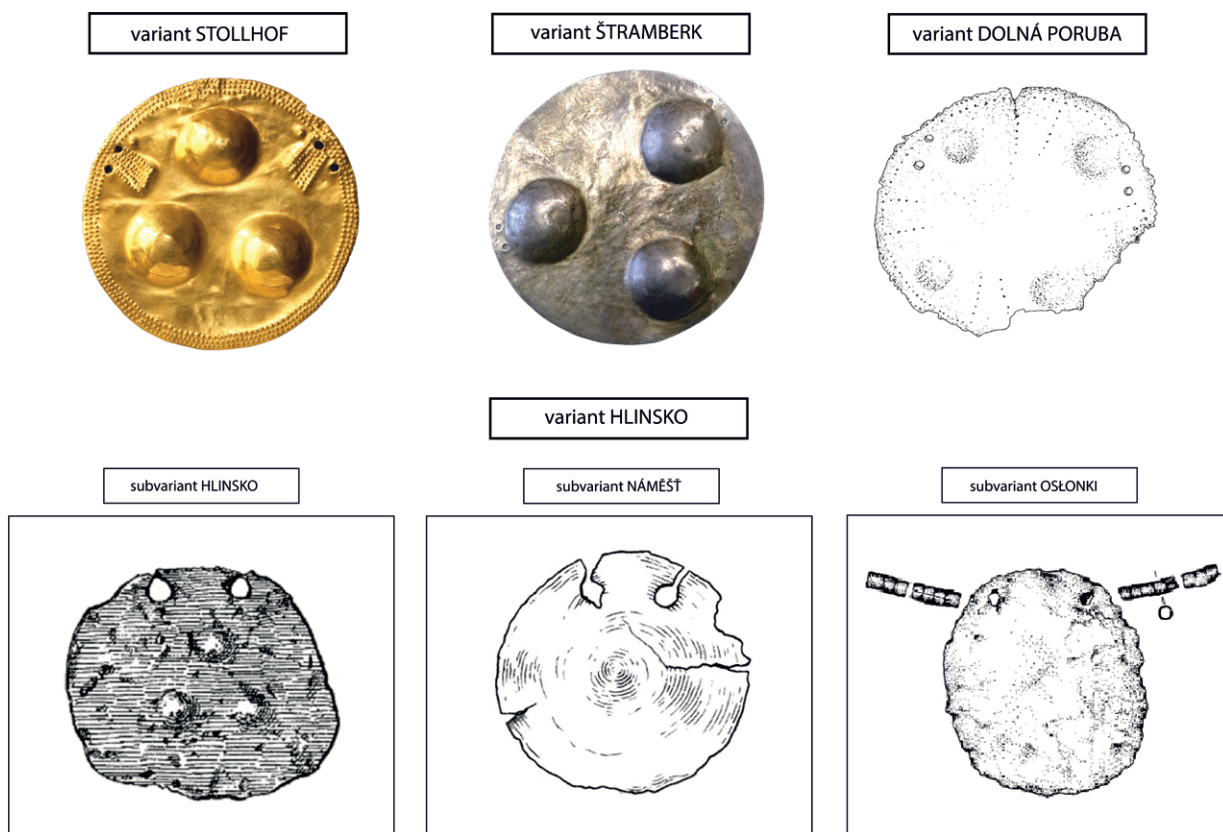 variant STOLLHOF
variant ŠTRAMBERK
variant DOLNÁ PORUBA
variant HLINSKO
subvariant HLINSKO
subvariant NÁMĚŠŤ
subvariant OSŁONKI